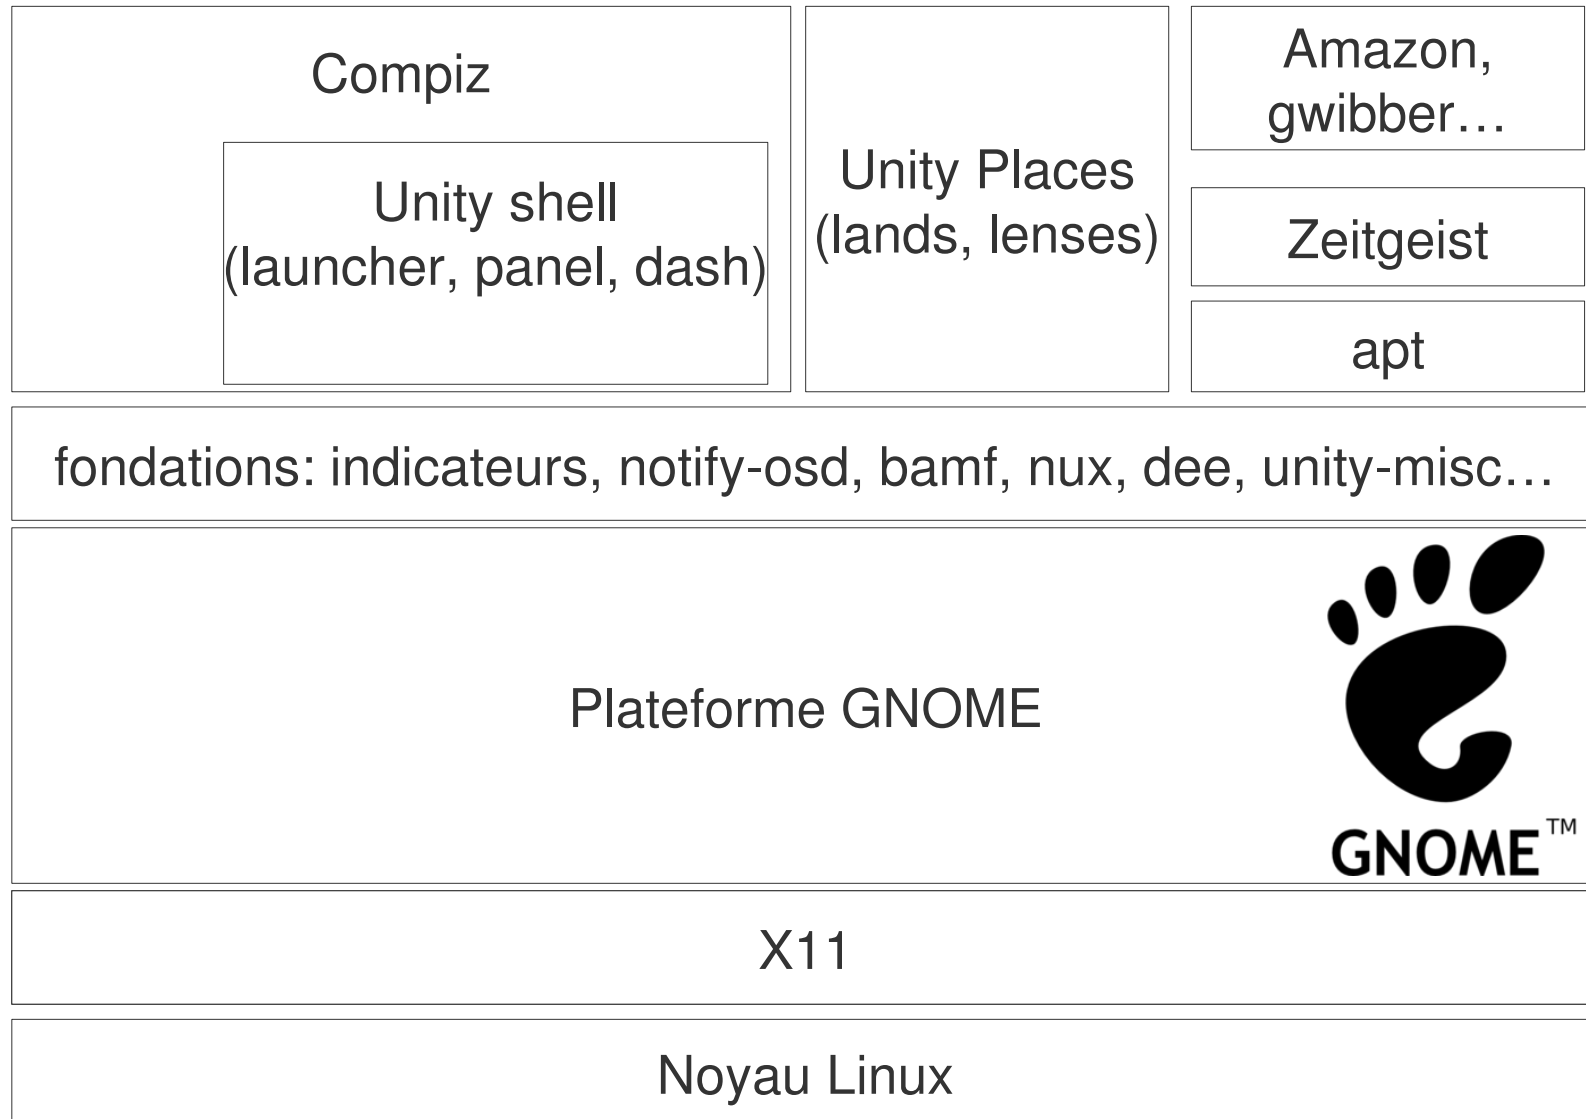 Compiz
Unity shell
(launcher, panel, dash)
Unity Places
(lands, lenses)
Amazon,
gwibber…
Zeitgeist
apt
fondations: indicateurs, notify-osd, bamf, nux, dee, unity-misc…
Plateforme GNOME
GNOME™
X11
Noyau Linux